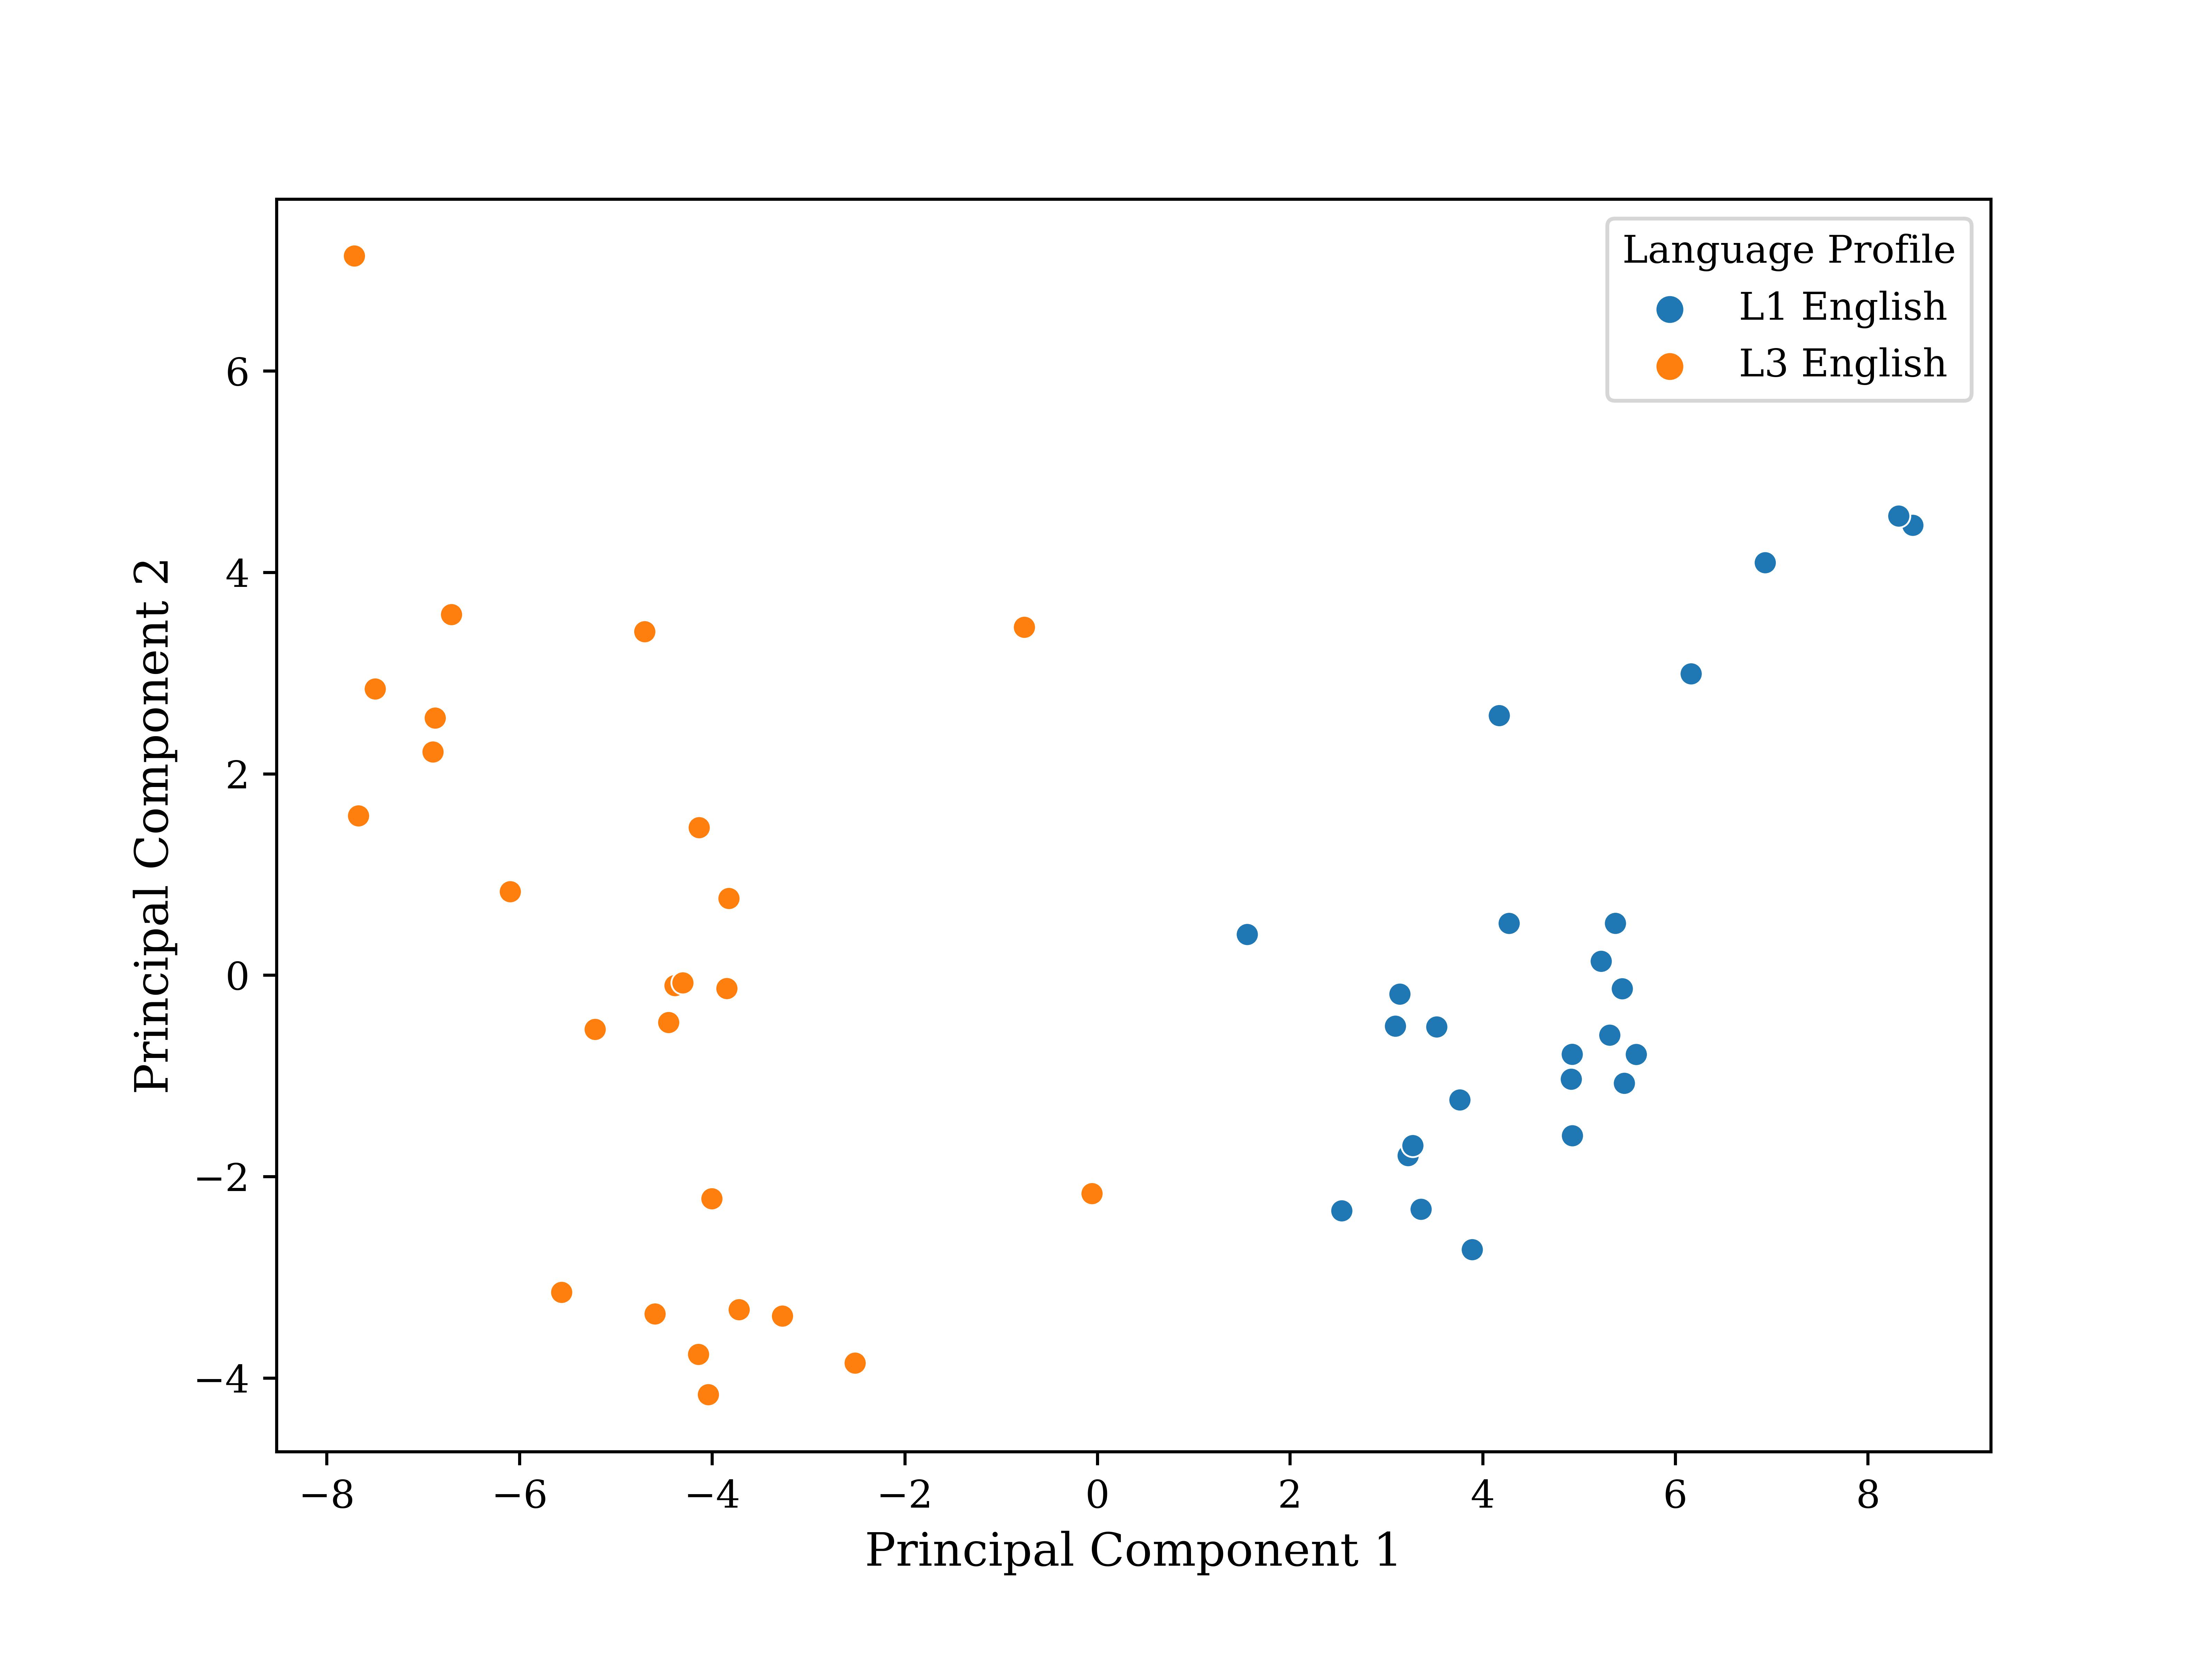 Language Profile
L1 English
L3 English
6
4
2
0
−2
−4
Principal Component 2
−8 −6 −4 −2 0 2 4 6 8
Principal Component 1